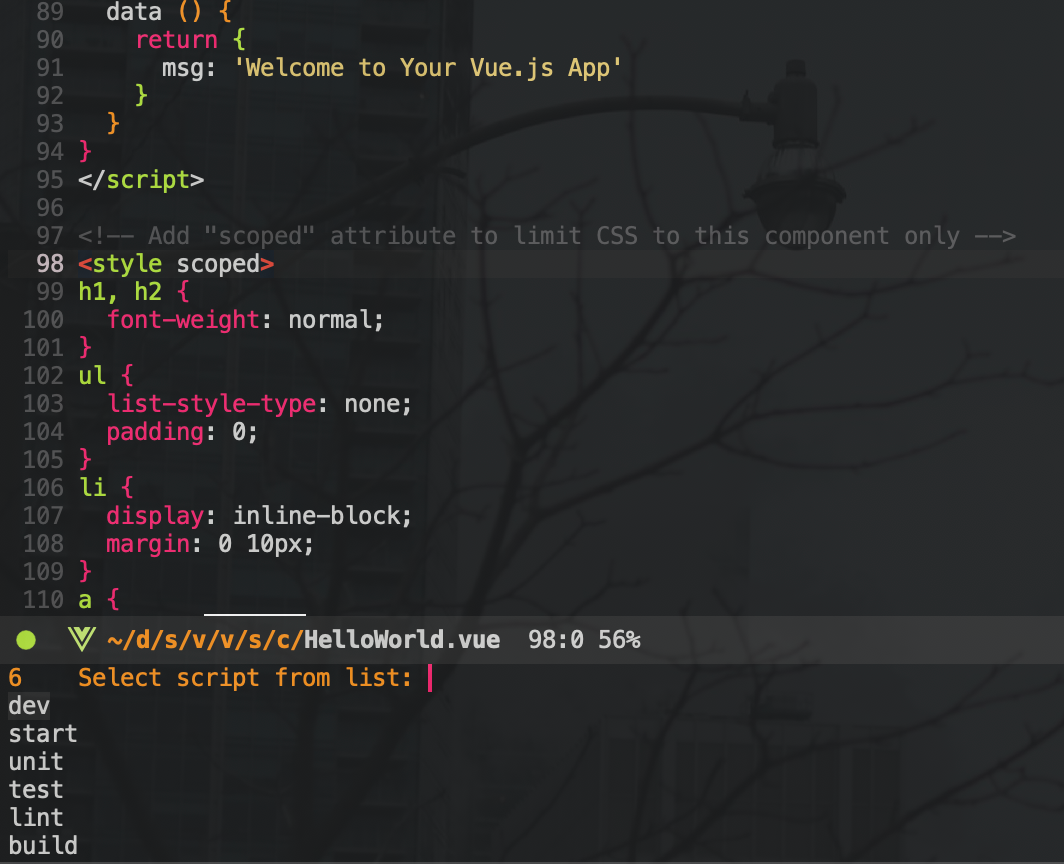 89 data () {
90 return {
91 msg: 'Welcome to Your Vue.js App'
92 }
93 }
94 }
95 </script>
96
97 <!-- Add "scoped" attribute to limit CSS to this component only -->
98 <style scoped>
99 h1, h2 {
100 font-weight: normal;
101 }
102 ul {
103 list-style-type: none;
104 padding: 0;
105 }
106 li {
107 display: inline-block;
108 margin: 0 10px;
109 }
110 a {
~/d/s/v/v/s/c/HelloWorld.vue 98:0 56%
6 Select script from list:
dev
start
unit
test
lint
build